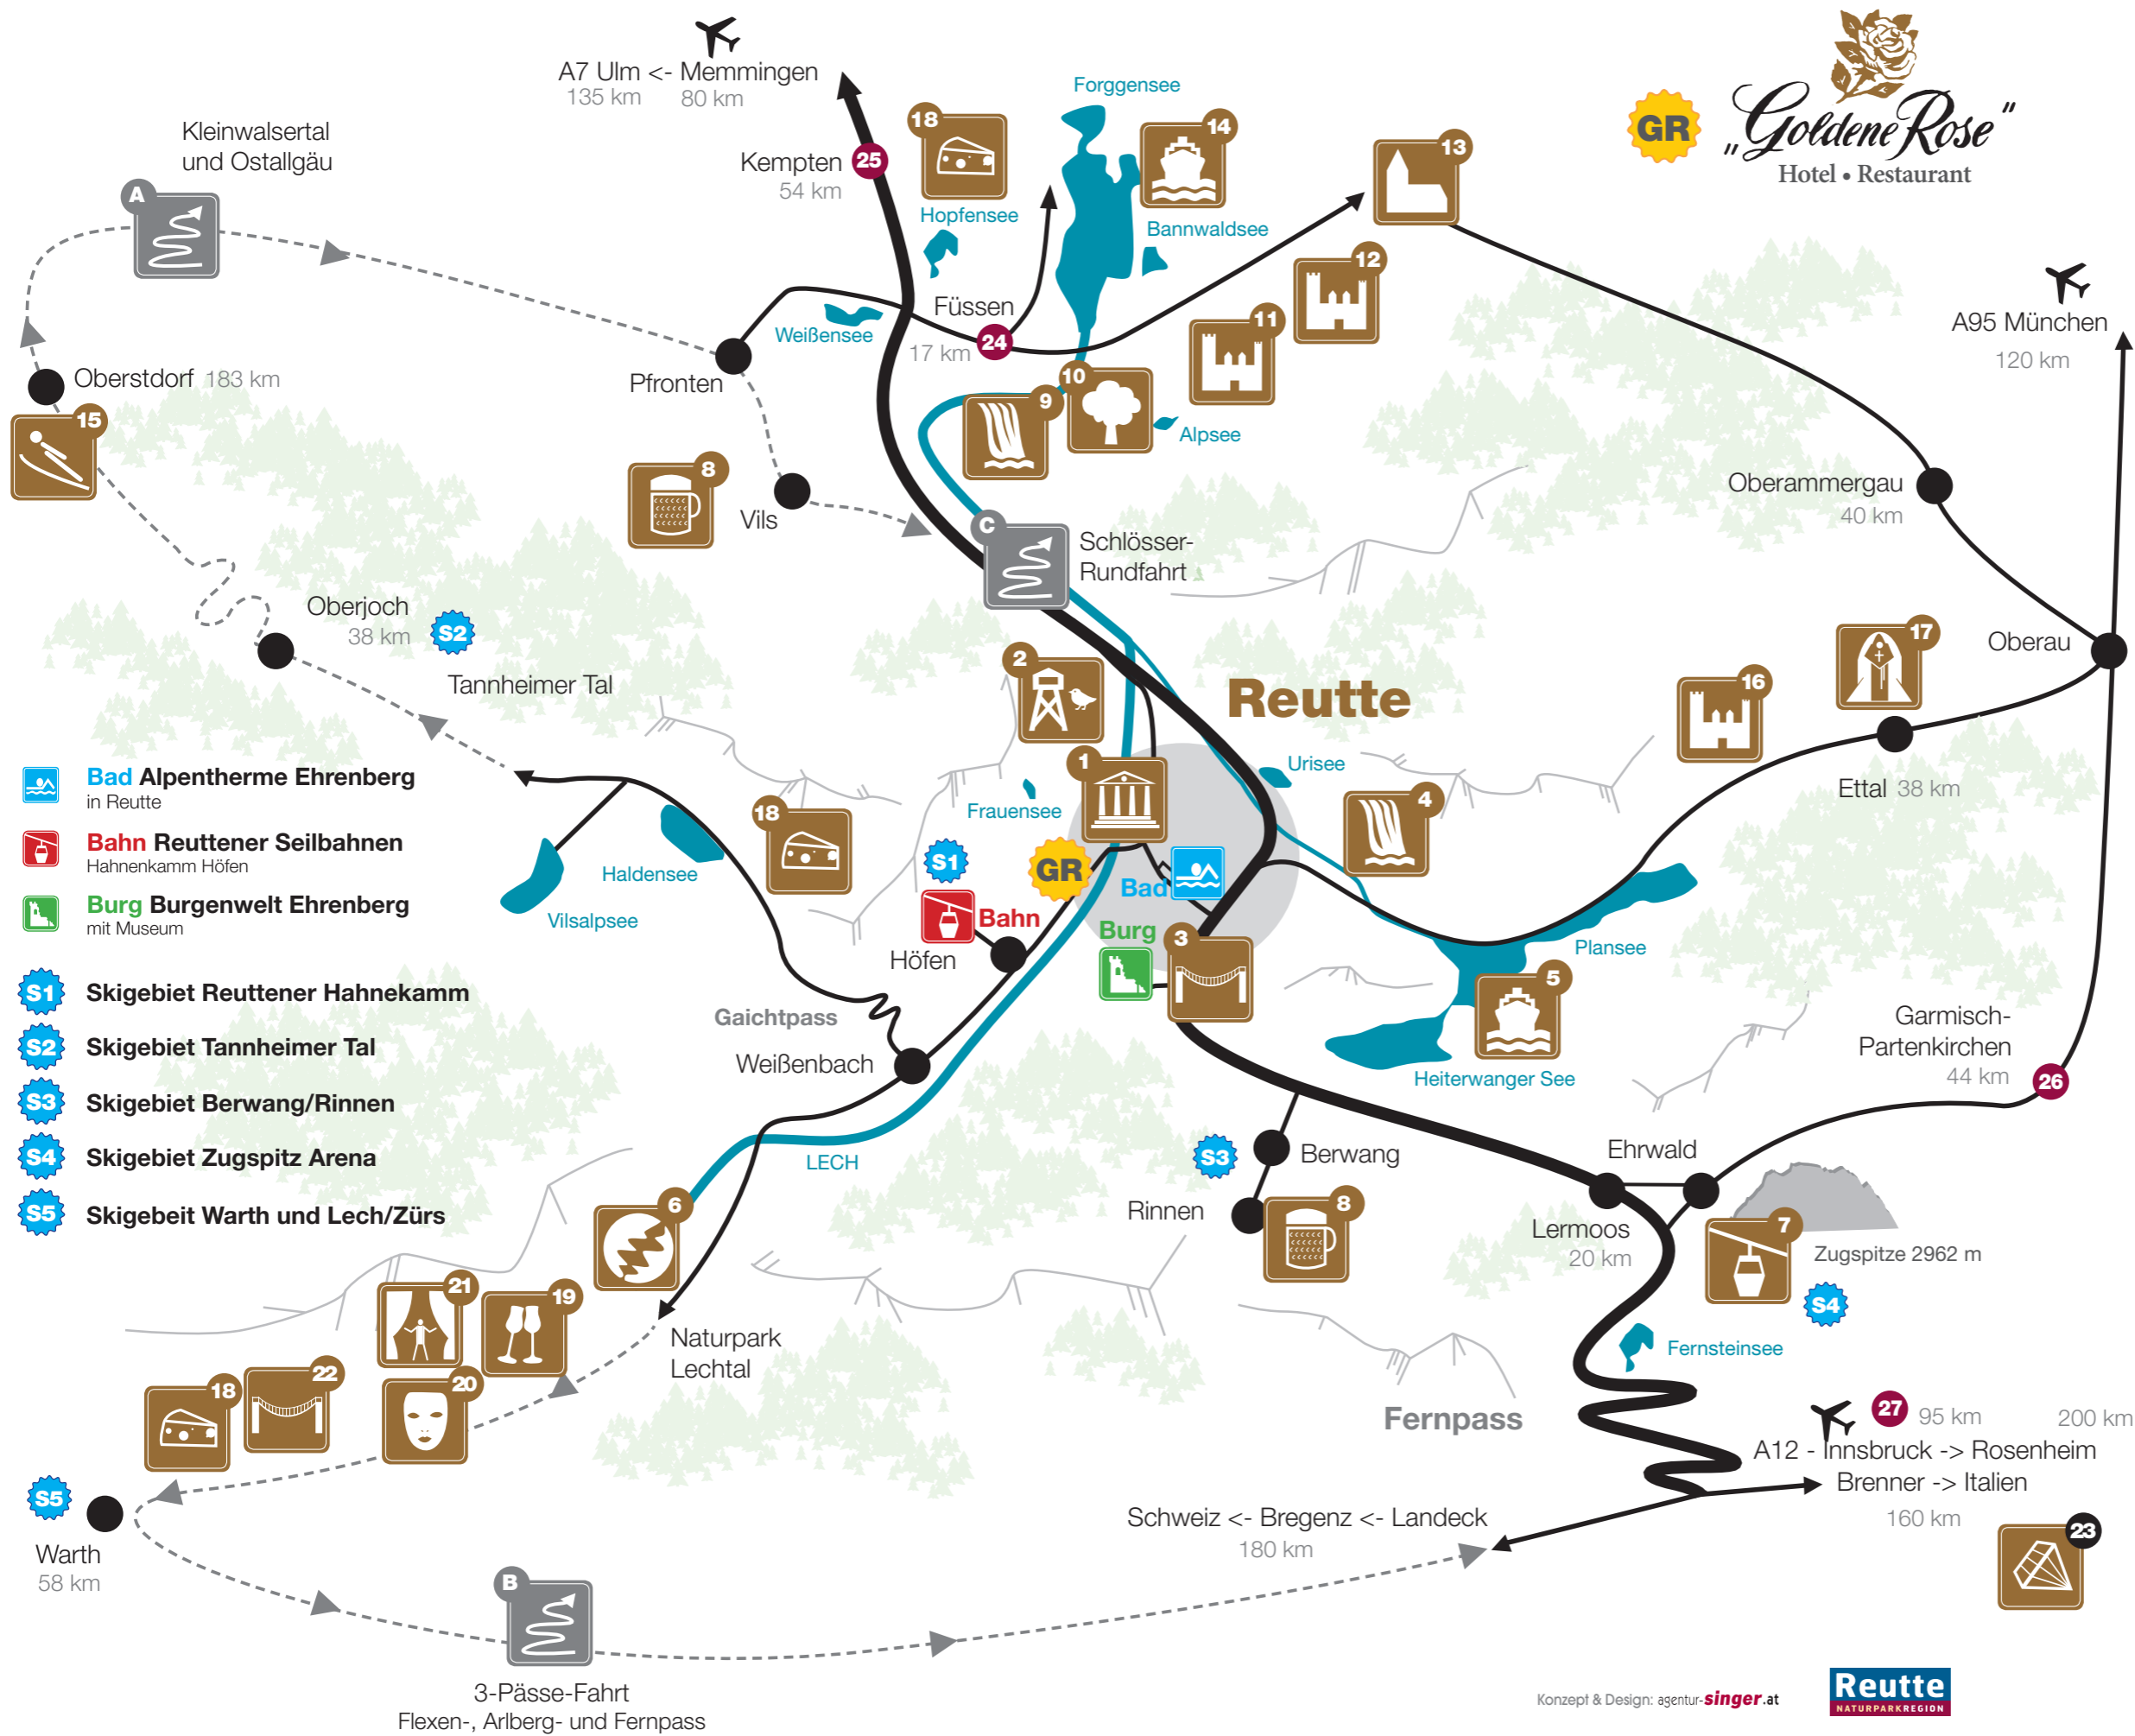 A7 Ulm <- Memmingen
135 km 80 km
Forggensee
GR
„Goldene Rose"
Hotel • Restaurant
Kleinwalsertal
und Ostallgäu
A
Kempten 25
54 km
18
14
13
Hopfensee
Bannwaldsee
12
A95 München
120 km
Füssen
17 km 24
11
Weißensee
Pfronten
Oberstdorf 183 km
15
10
9
Alpsee
8
Vils
Oberammergau
40 km
C
Schlösser-
Rundfahrt
Oberjoch
38 km
S2
Tannheimer Tal
2
Reutte
17
Oberau
16
Ettal 38 km
Bad Alpentherme Ehrenberg
in Reutte
Bahn Reuttener Seilbahnen
Hahnenkamm Höfen
Burg Burgenwelt Ehrenberg
mit Museum
S1 Skigebiet Reuttener Hahnekamm
S2 Skigebiet Tannheimer Tal
S3 Skigebiet Berwang/Rinnen
S4 Skigebiet Zugspitz Arena
S5 Skigebeit Warth und Lech/Zürs
1
Urisee
Frauensee
4
18
Haldensee
Vilsalpsee
S1
GR
Bad
Bahn
Burg
3
Höfen
Plansee
5
Heiterwanger See
Gaichtpass
Weißenbach
Garmisch-
Partenkirchen
44 km 26
LECH
S3
Berwang
Rinnen
8
Ehrwald
Lermoos
20 km
7
Zugspitze 2962 m
S4
6
21
19
Naturpark
Lechtal
20
22
18
Fernsteinsee
Fernpass
27 95 km 200 km
A12 - Innsbruck -> Rosenheim
Brenner -> Italien
160 km
23
Schweiz <- Bregenz <- Landeck
180 km
S5
Warth
58 km
B
3-Pässe-Fahrt
Flexen-, Arlberg- und Fernpass
Konzept & Design: agentur-singer.at
Reutte
NATURPARKREGION